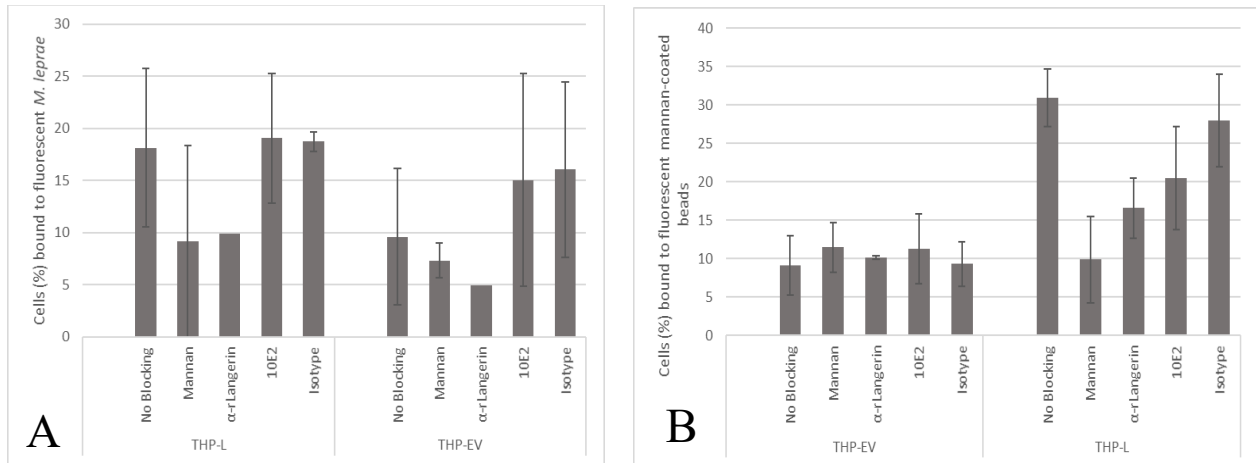 30
25
20
15
10
5
0
Cells (%) bound to fluorescent M. leprae
No Blocking
Mannan
α-rLangerin
10E2
Isotype
No Blocking
Mannan
α-rLangerin
10E2
Isotype
THP-L
THP-EV
A
40
35
30
25
20
15
10
5
0
Cells (%) bound to fluorescent mannan-coated
beads
No Blocking
Mannan
α-rLangerin
10E2
Isotype
No Blocking
Mannan
α-rLangerin
10E2
Isotype
THP-EV
THP-L
B